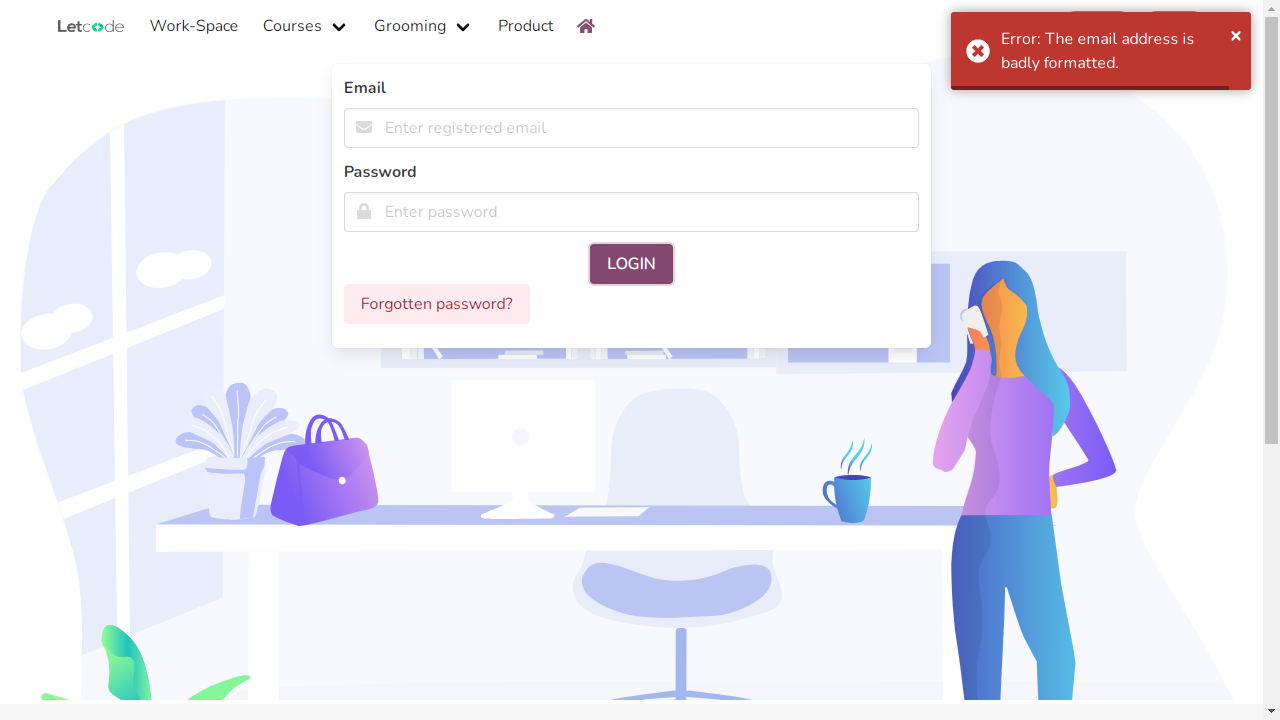 Letcode
Work-Space
Courses
Grooming
Product
Error: The email address is
badly formatted.
×
Email
Enter registered email
Password
Enter password
LOGIN
Forgotten password?